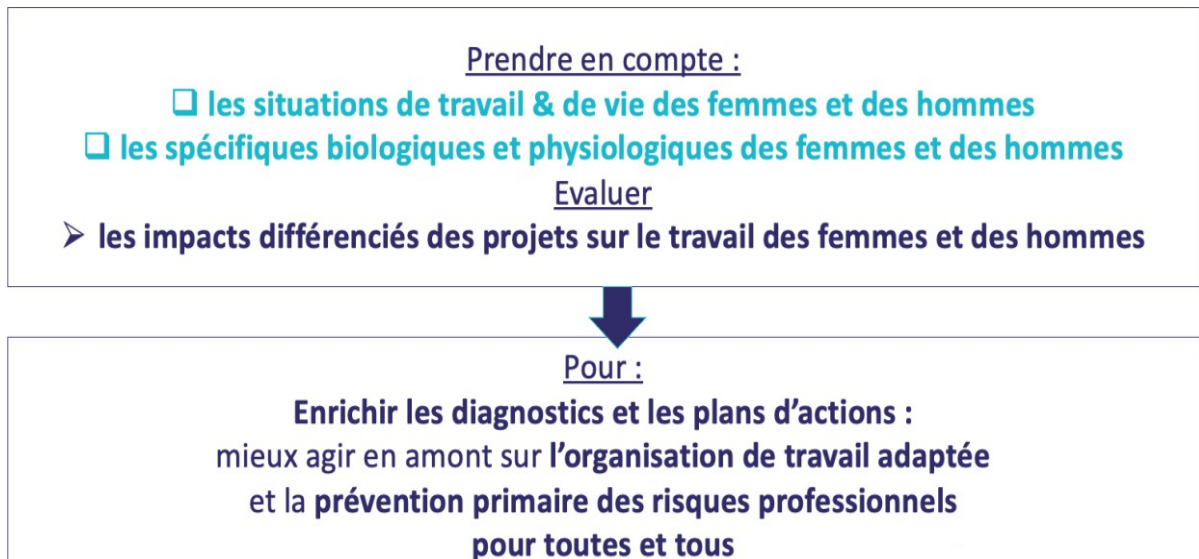 Prendre en compte :
❑ les situations de travail & de vie des femmes et des hommes
❑ les spécifiques biologiques et physiologiques des femmes et des hommes
Evaluer
➢ les impacts différenciés des projets sur le travail des femmes et des hommes
Pour :
Enrichir les diagnostics et les plans d’actions :
mieux agir en amont sur l’organisation de travail adaptée
et la prévention primaire des risques professionnels
pour toutes et tous